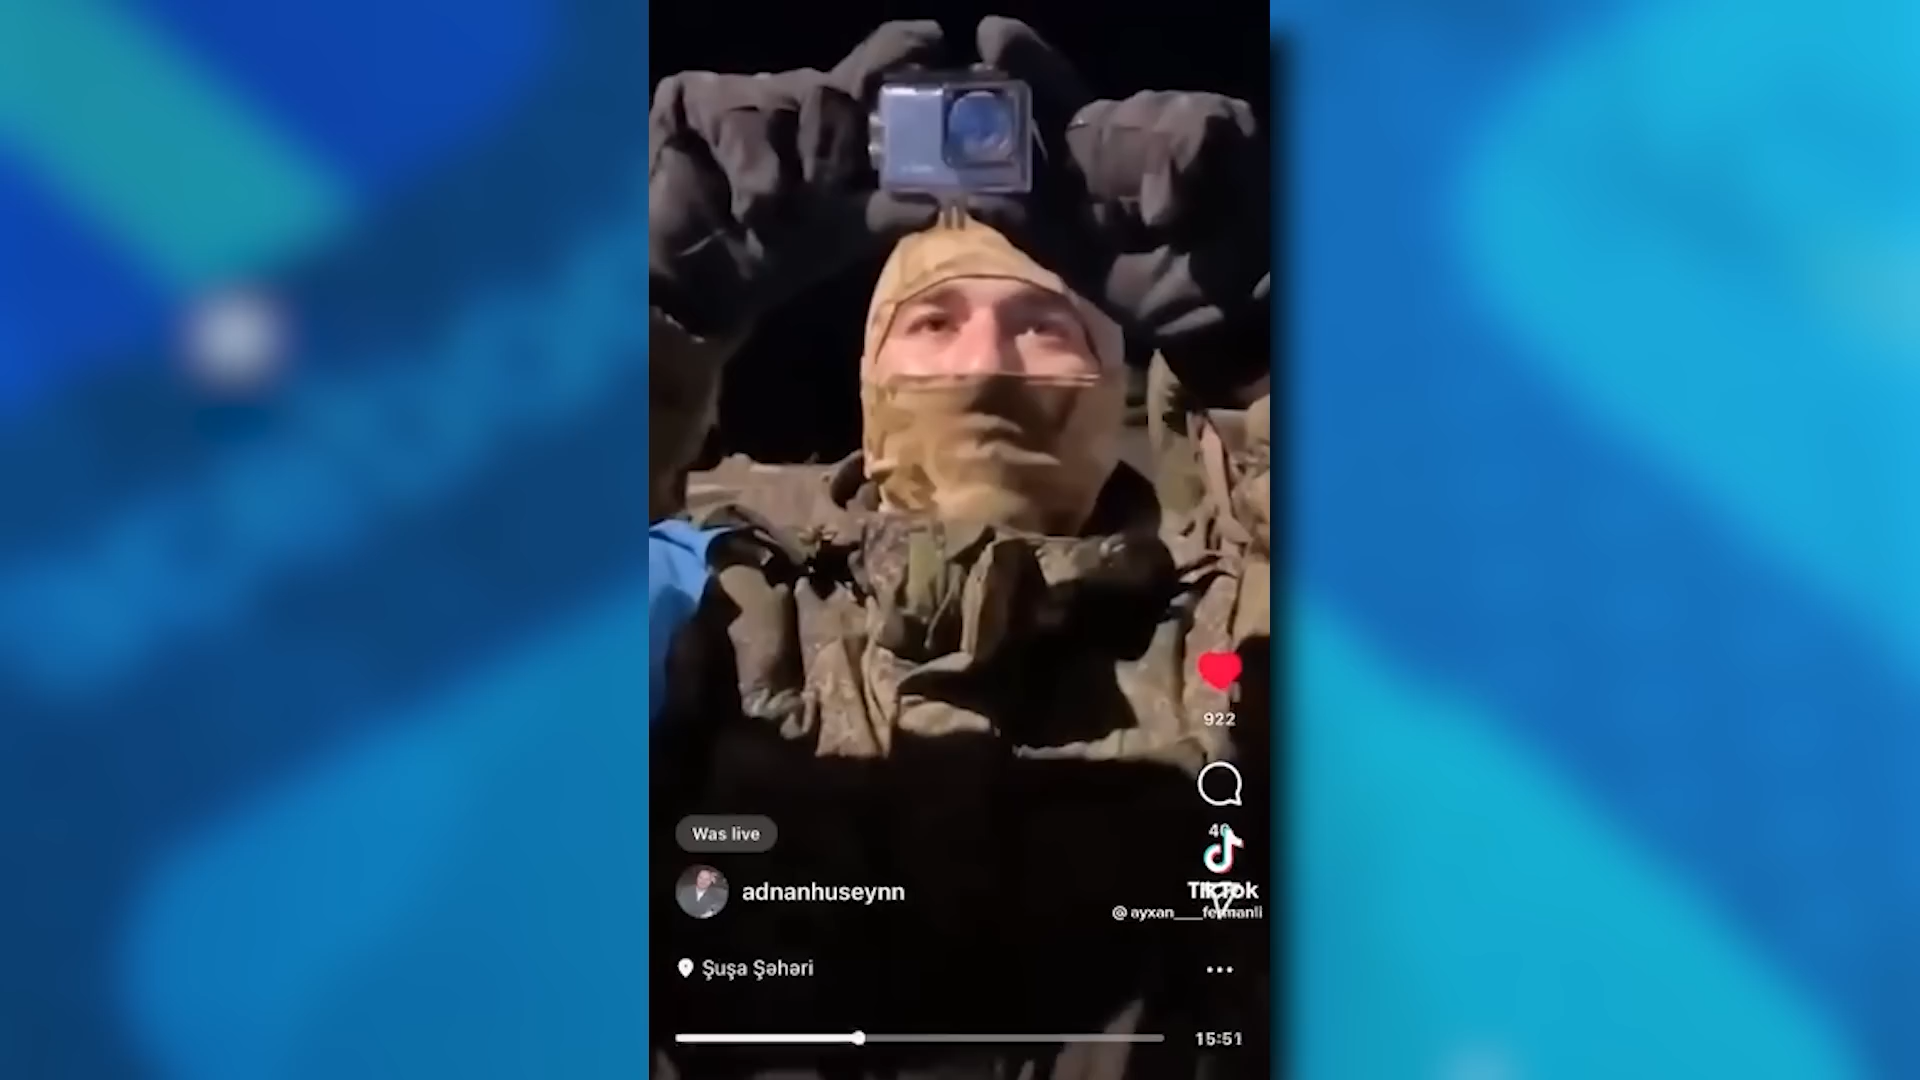 922
Was live
adnanhuseynn
TikTok
Şuşa Şəhəri
15:51